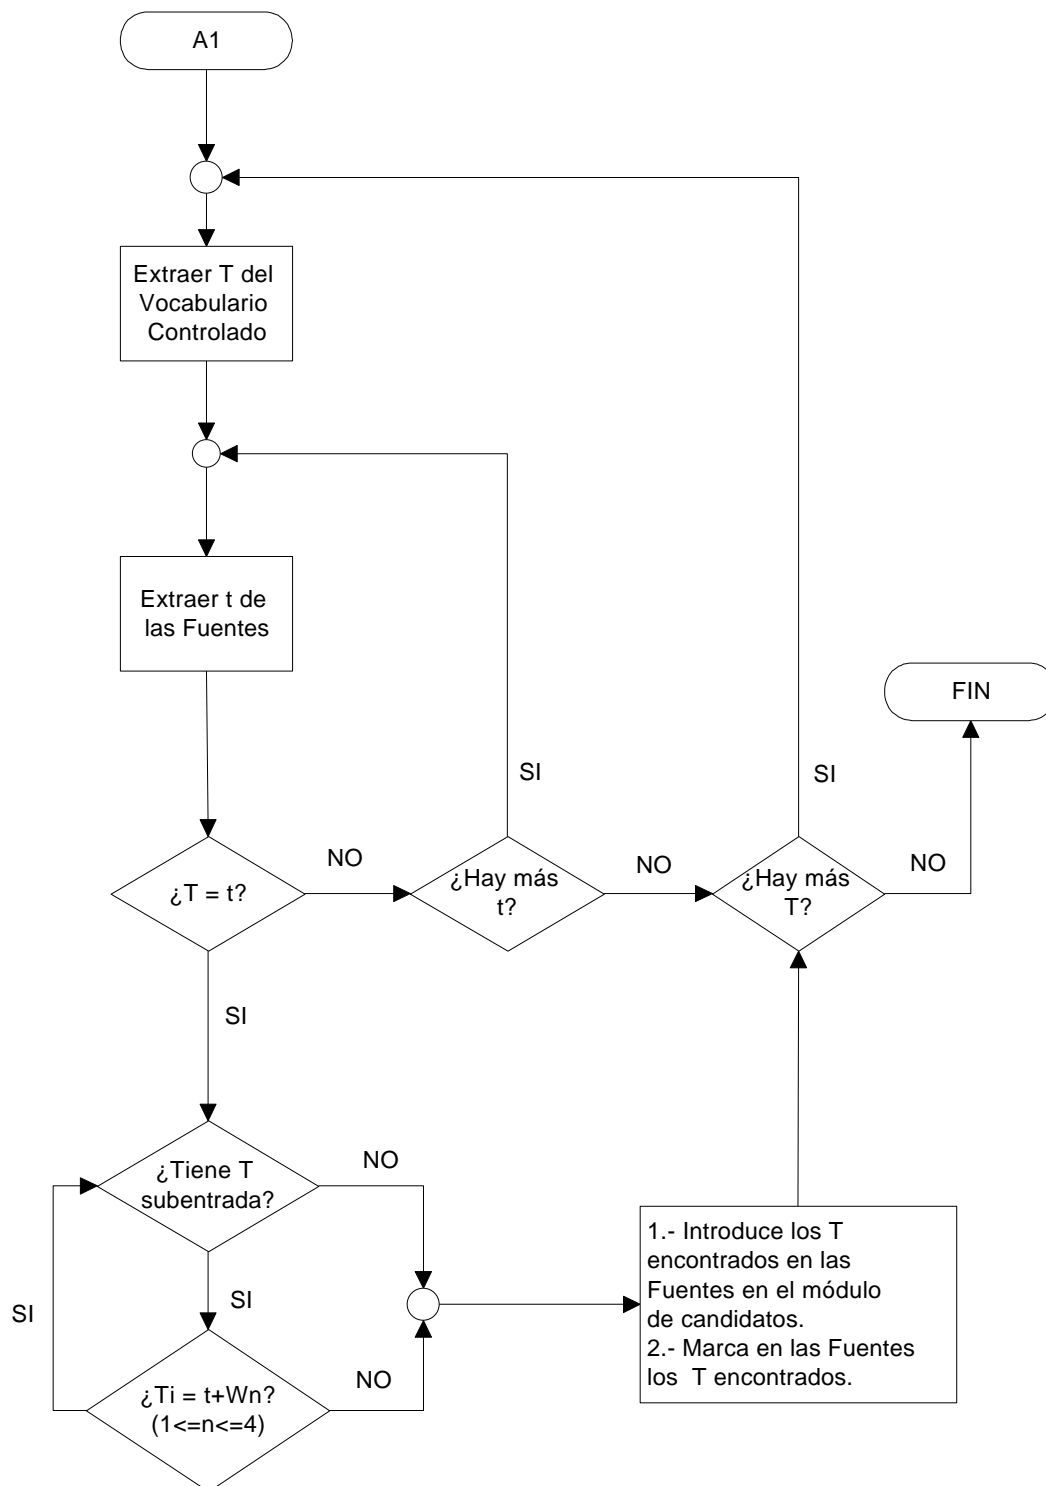 A1
Extraer T del
Vocabulario
Controlado
Extraer t de
las Fuentes
FIN
SI
SI
¿T = t?
NO
¿Hay más
t?
NO
¿Hay más
T?
NO
SI
¿Tiene T
subentrada?
NO
SI
SI
¿Ti = t+Wn?
(1<=n<=4)
NO
1.- Introduce los T
encontrados en las
Fuentes en el módulo
de candidatos.
2.- Marca en las Fuentes
los T encontrados.